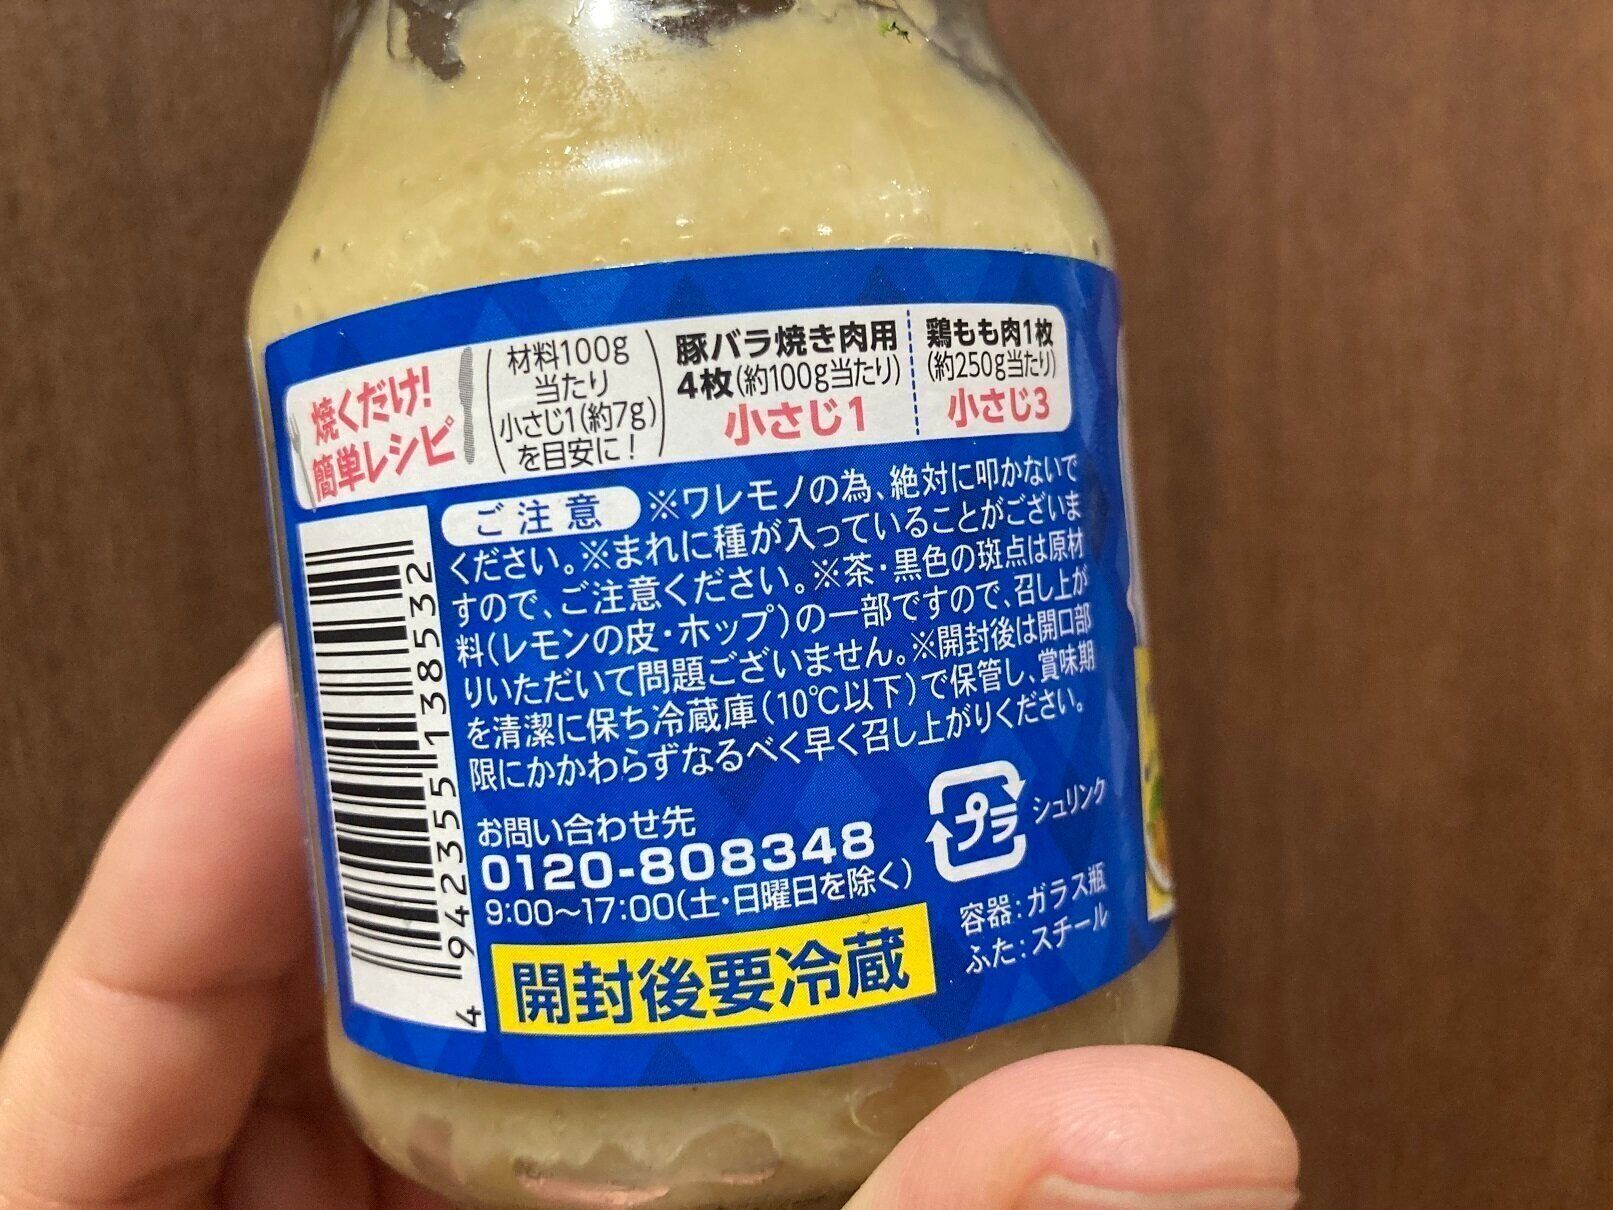 焼くだけ!
簡単レシピ
材料100g
当たり
小さじ1(約7g)
を目安に!
豚バラ焼き肉用
4枚(約100g当たり)
小さじ1
鶏もも肉1枚
(約250g当たり)
小さじ3
ご注意 ※ワレモノの為、絶対に叩かないで
ください。※まれに種が入っていることがございま
すので、ご注意ください。※茶・黒色の斑点は原材
料(レモンの皮・ホップ)の一部ですので、召し上が
りいただいて問題ございません。※開封後は開口部
を清潔に保ち冷蔵庫(10℃以下)で保管し、賞味期
限にかかわらずなるべく早く召し上がりください。
お問い合わせ先
0120-808348
9:00~17:00(土・日曜日を除く)
開封後要冷蔵
プラ
シュリンク
容器:ガラス瓶
ふた:スチール
4 942355 138532